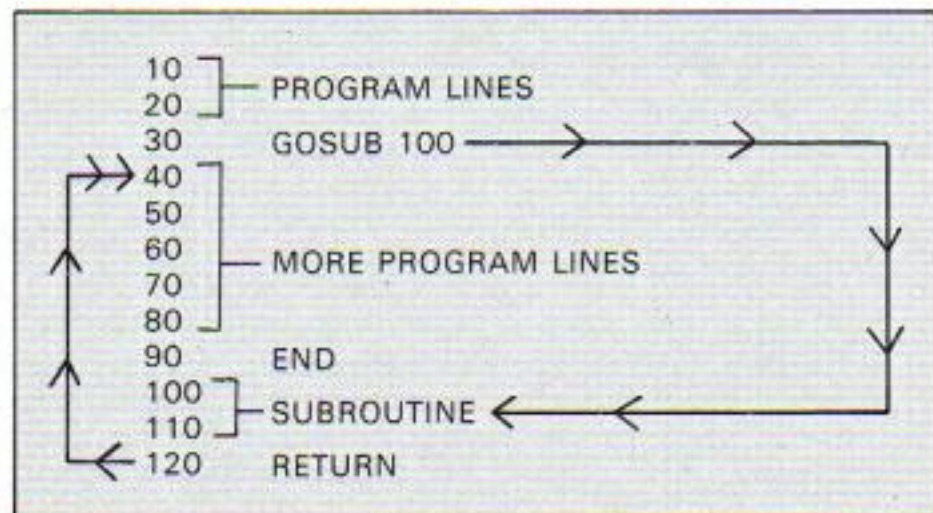 10
20 PROGRAM LINES
30 GOSUB 100
40
50
60 MORE PROGRAM LINES
70
80
90 END
100
110 SUBROUTINE
120 RETURN